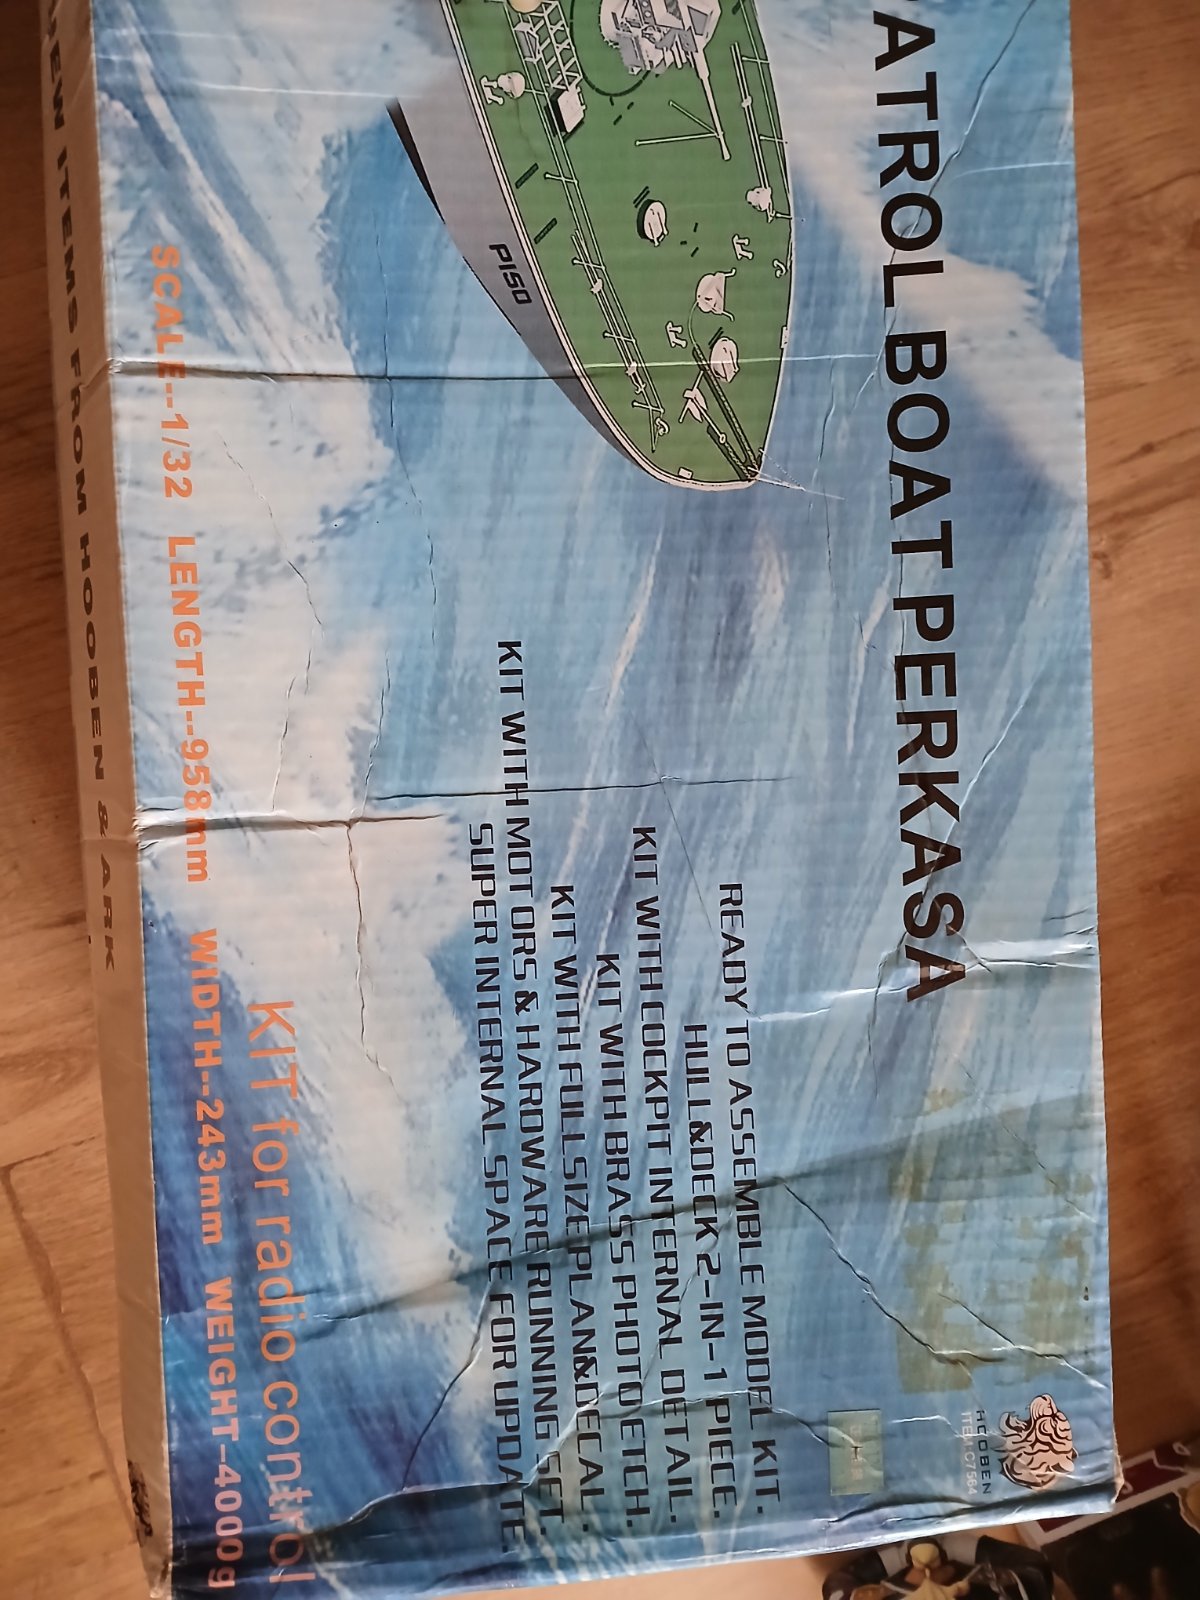 PATROL BOAT PERKASA
P150
READY TO ASSEMBLE MODEL KIT.
HULL&DECK 2-IN-1 PIECE.
KIT WITH COCKPIT INTERNAL DETAIL.
KIT WITH BRASS PHOTO ETCH.
KIT WITH FULL SIZE PLAN&DECAL.
KIT WITH MOTORS & HARDWARE RUNNING SET.
SUPER INTERNAL SPACE FOR UPDATE.
KIT for radio control
SCALE--1/32 LENGTH--958mm WIDTH--243mm WEIGHT-4000g
HOOBEN
ITEM.C7564
NEW ITEMS FROM HOOBEN & ARK